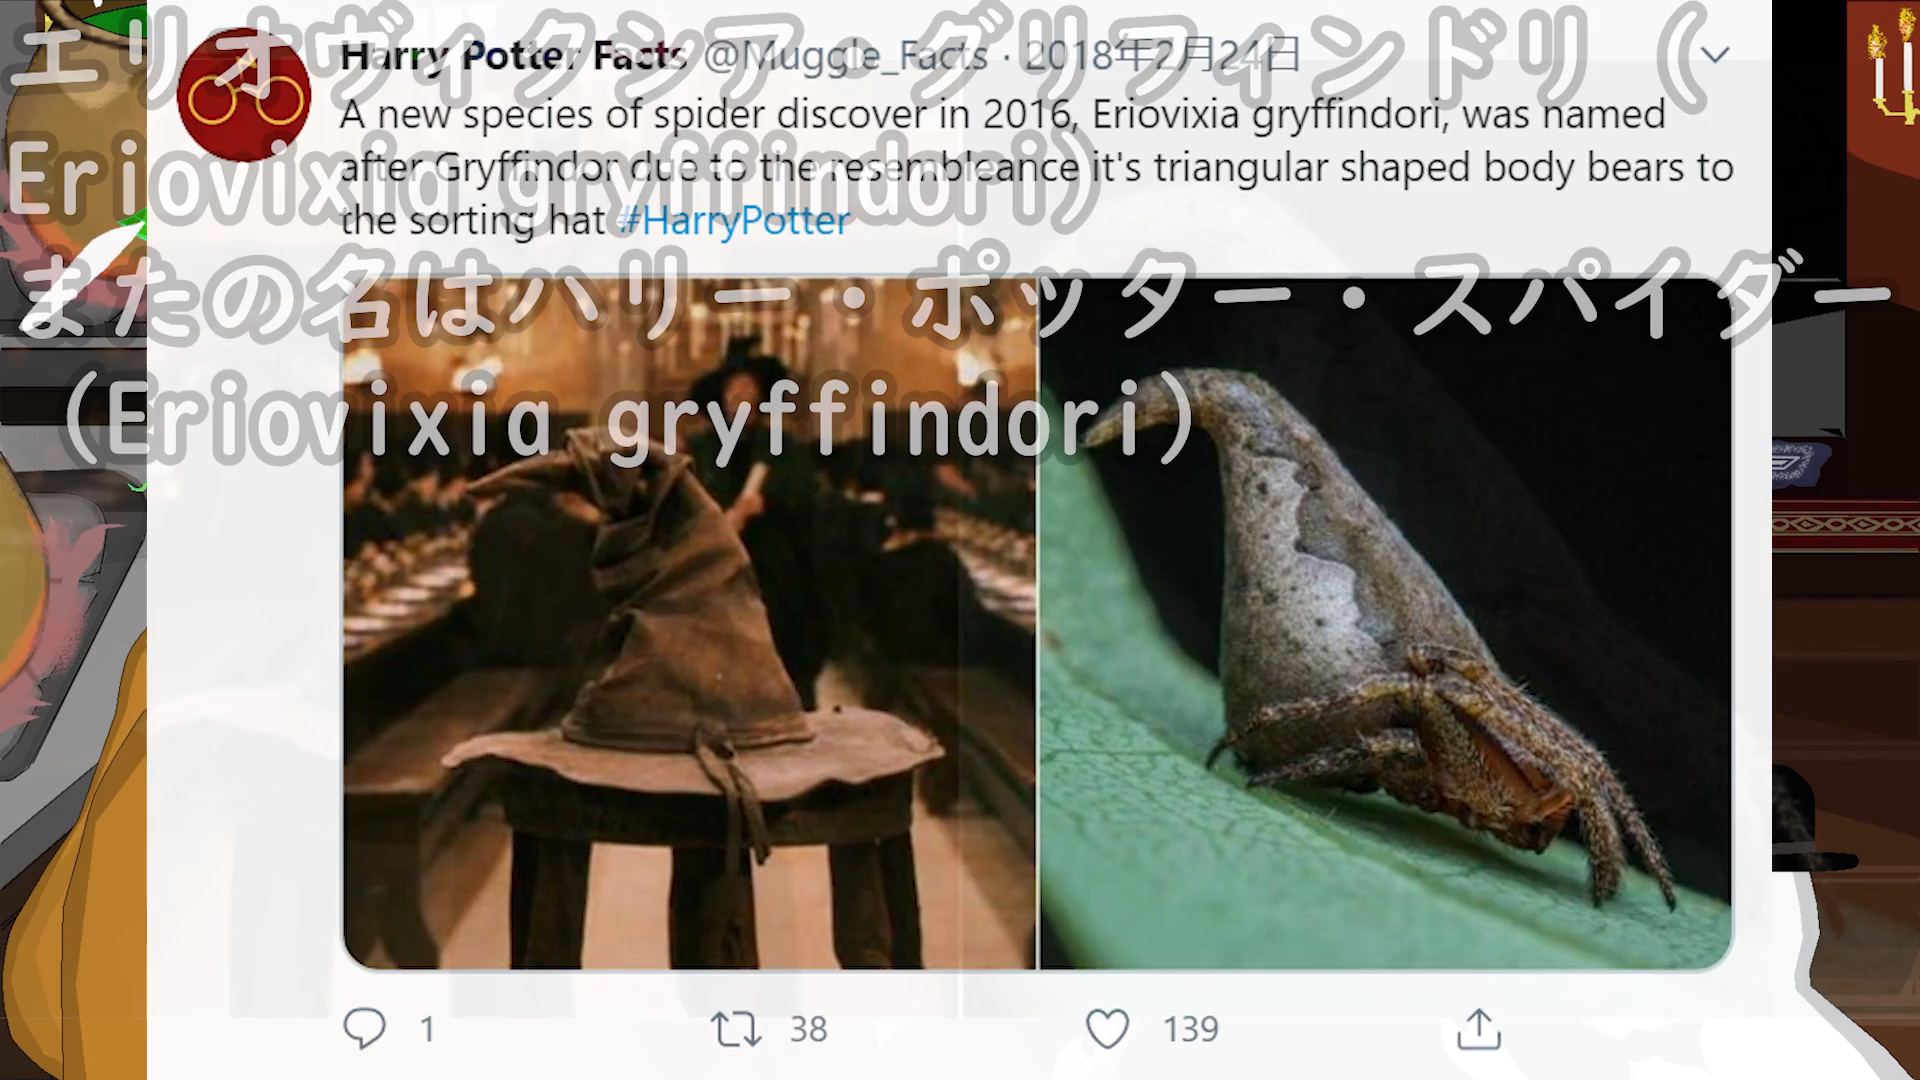 エリオヴィクシア・グリフィンドリ（
Eriovixia gryffindori）
またの名はハリー・ポッター・スパイダー
（Eriovixia gryffindori）
Harry Potter Facts @Muggle_Facts · 2018年2月24日
A new species of spider discover in 2016, Eriovixia gryffindori, was named
after Gryffindor due to the resembleance it's triangular shaped body bears to
the sorting hat #HarryPotter
1 38 139